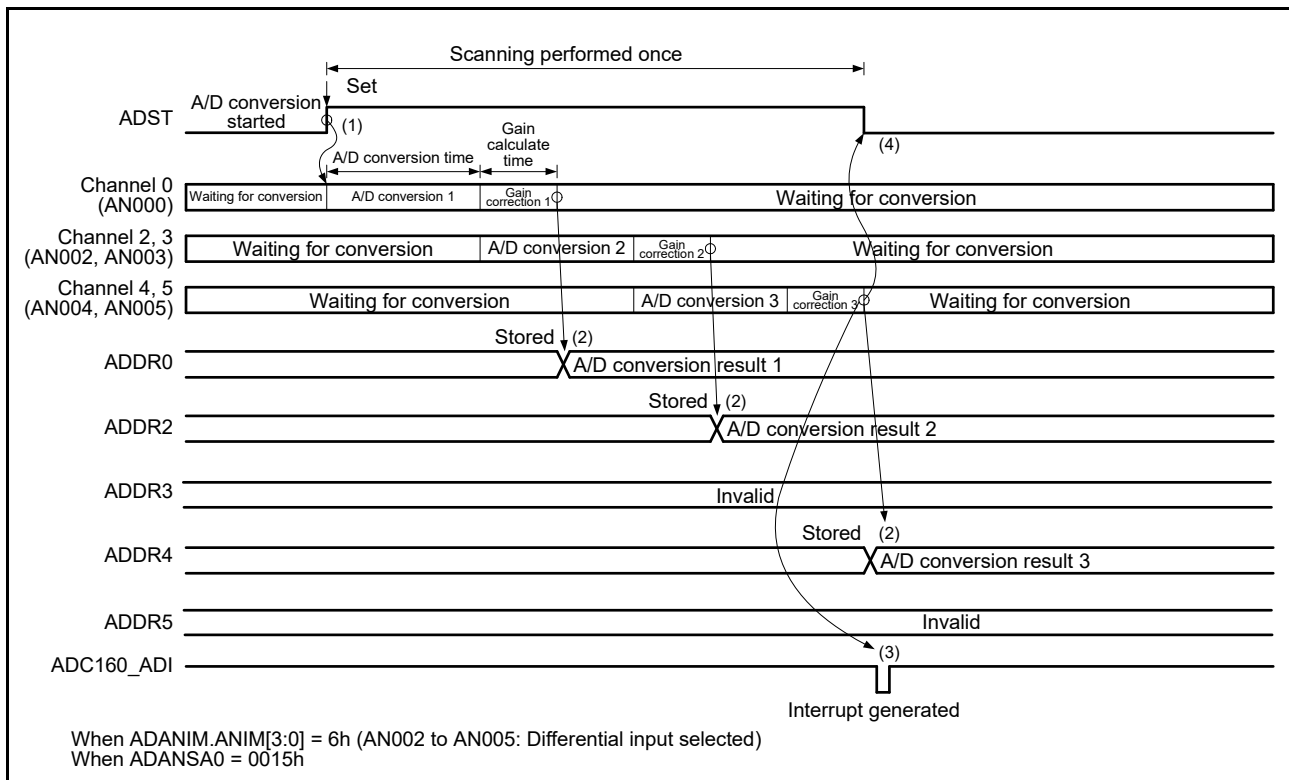 Scanning performed once
Set
A/D conversion
started
ADST
(1)
(4)
Gain
calculate
time
A/D conversion time
Channel 0
(AN000)
Waiting for conversion
A/D conversion 1
Gain
correction 1
Waiting for conversion
Channel 2, 3
(AN002, AN003)
Waiting for conversion
A/D conversion 2
Gain
correction 2
Waiting for conversion
Channel 4, 5
(AN004, AN005)
Waiting for conversion
A/D conversion 3
Gain
correction 3
Waiting for conversion
Stored (2)
ADDR0
A/D conversion result 1
Stored (2)
ADDR2
A/D conversion result 2
ADDR3
Invalid
Stored (2)
ADDR4
A/D conversion result 3
ADDR5
Invalid
ADC160_ADI
(3)
Interrupt generated
When ADANIM.ANIM[3:0] = 6h (AN002 to AN005: Differential input selected)
When ADANSA0 = 0015h